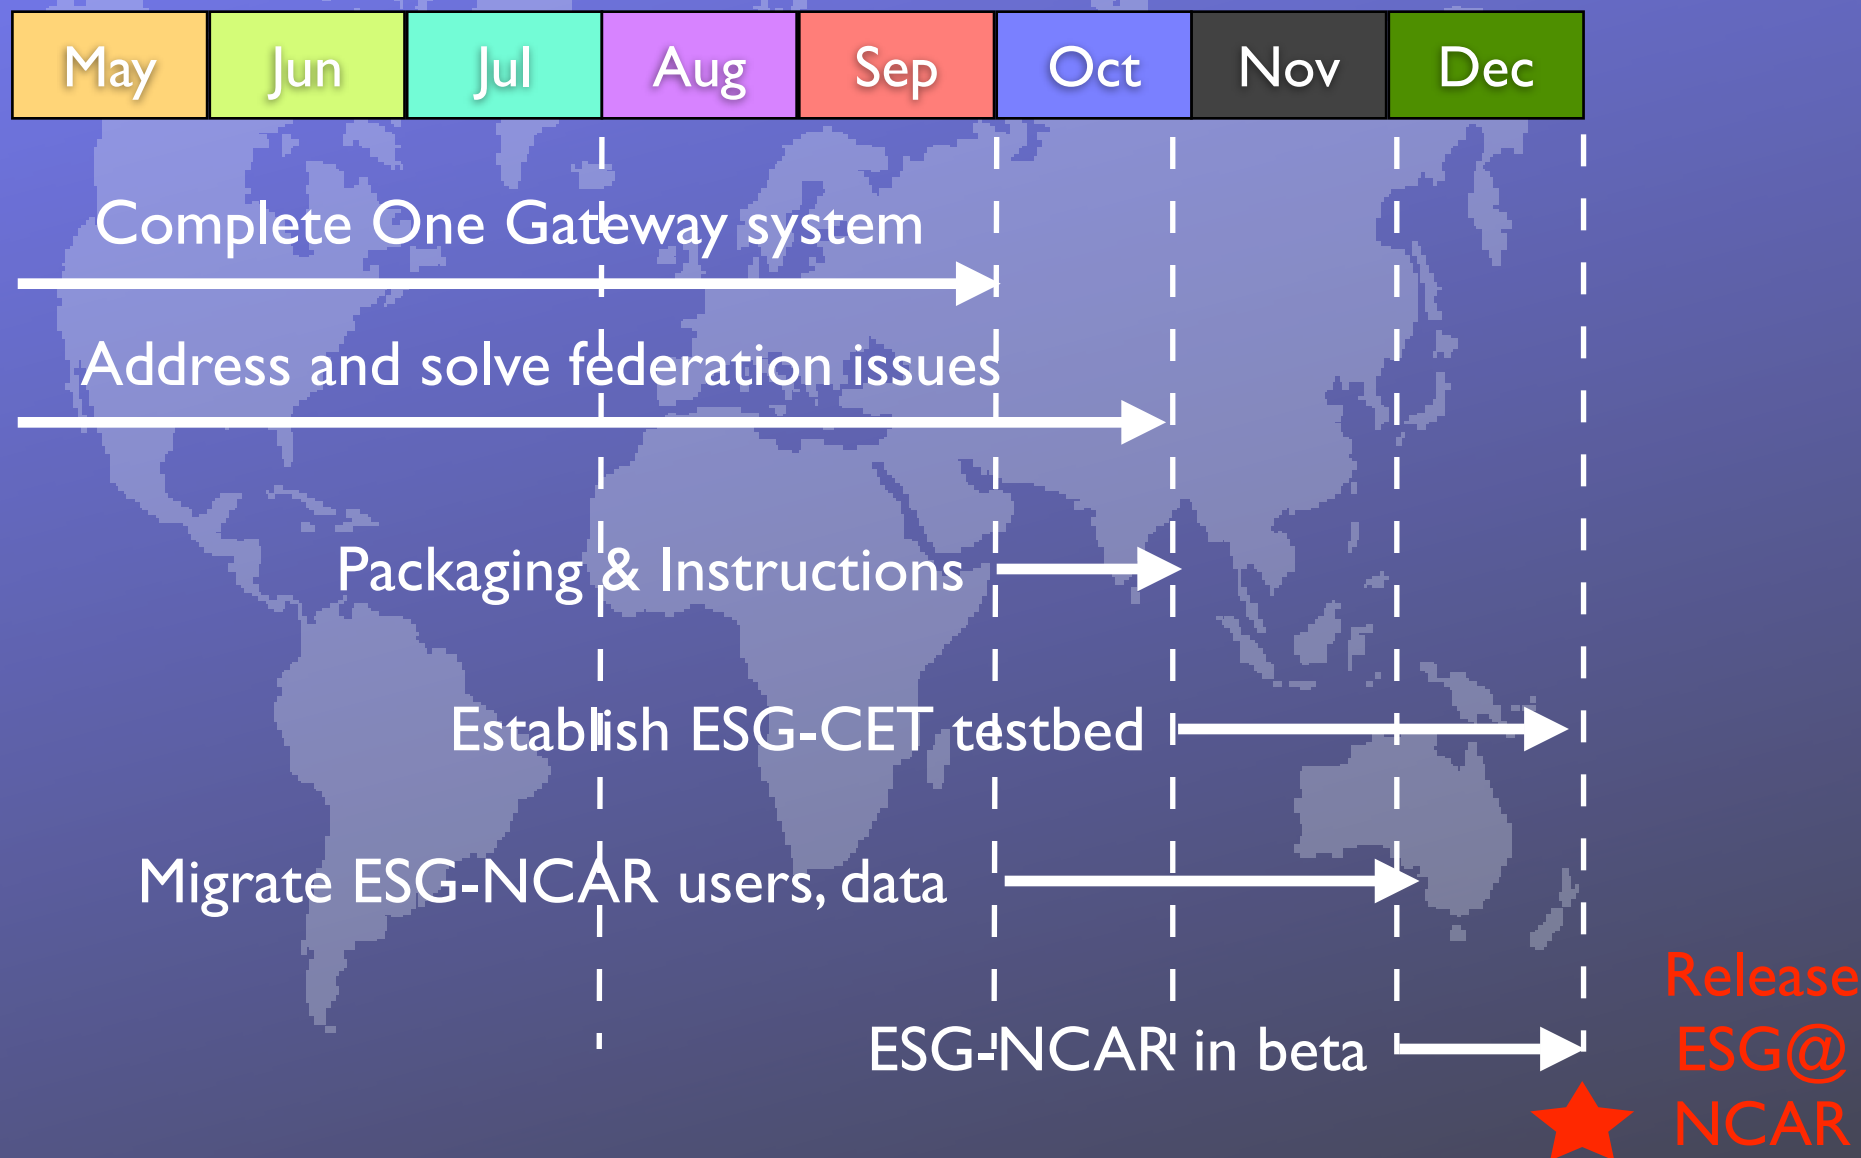 May Jun Jul Aug Sep Oct Nov Dec
Complete One Gateway system
Address and solve federation issues
Packaging & Instructions
Establish ESG-CET testbed
Migrate ESG-NCAR users, data
ESG-NCAR in beta
Release
ESG@
NCAR